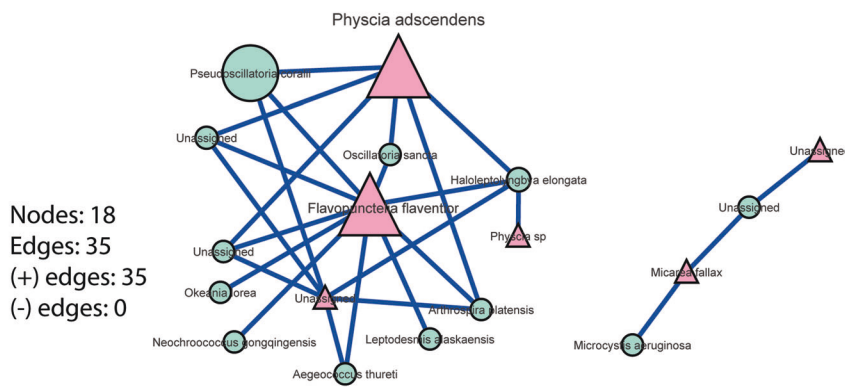 Physcia adscendens
Pseudoscillatoria coralii
Unassigned
Oscillatoria sancta
Unassigned
Haloleptolyngbya elongata
Flavopunctelia flaventior
Unassigned
Physcia sp
Nodes: 18
Edges: 35
(+) edges: 35
(-) edges: 0
Unassigned
Micarea fallax
Okeania lorea
Unassigned
Arthrospira platensis
Neochroococcus gongqingensis
Leptodesmis alaskaensis
Microcystis aeruginosa
Aegeococcus thureti